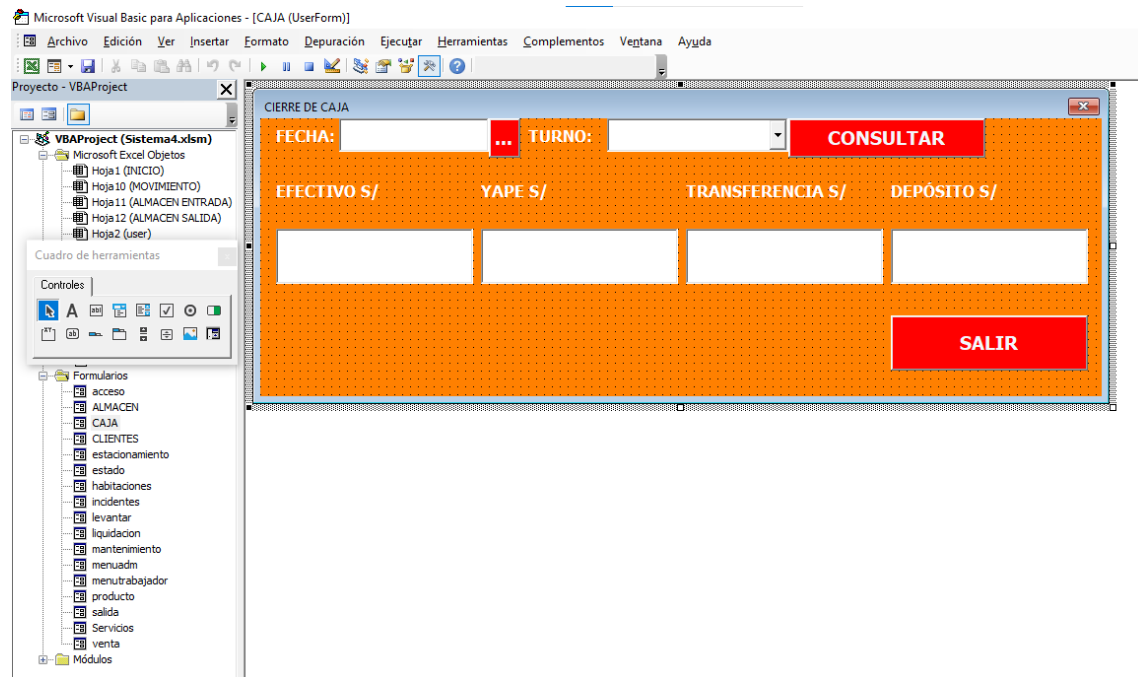 Microsoft Visual Basic para Aplicaciones - [CAJA (UserForm)]
Archivo Edición Ver Insertar Formato Depuración Ejecutar Herramientas Complementos Ventana Ayuda
Proyecto - VBAProject
VBAProject (Sistema4.xlsm)
Microsoft Excel Objetos
Hoja1 (INICIO)
Hoja10 (MOVIMIENTO)
Hoja11 (ALMACEN ENTRADA)
Hoja12 (ALMACEN SALIDA)
Hoja2 (user)
Cuadro de herramientas
Controles
Formularios
acceso
ALMACEN
CAJA
CLIENTES
estacionamiento
estado
habitaciones
incidentes
levantar
liquidacion
mantenimiento
menuadm
menutrabajador
producto
salida
Servicios
venta
Módulos
CIERRE DE CAJA
FECHA: ... TURNO: CONSULTAR
EFECTIVO S/ YAPE S/ TRANSFERENCIA S/ DEPÓSITO S/
SALIR